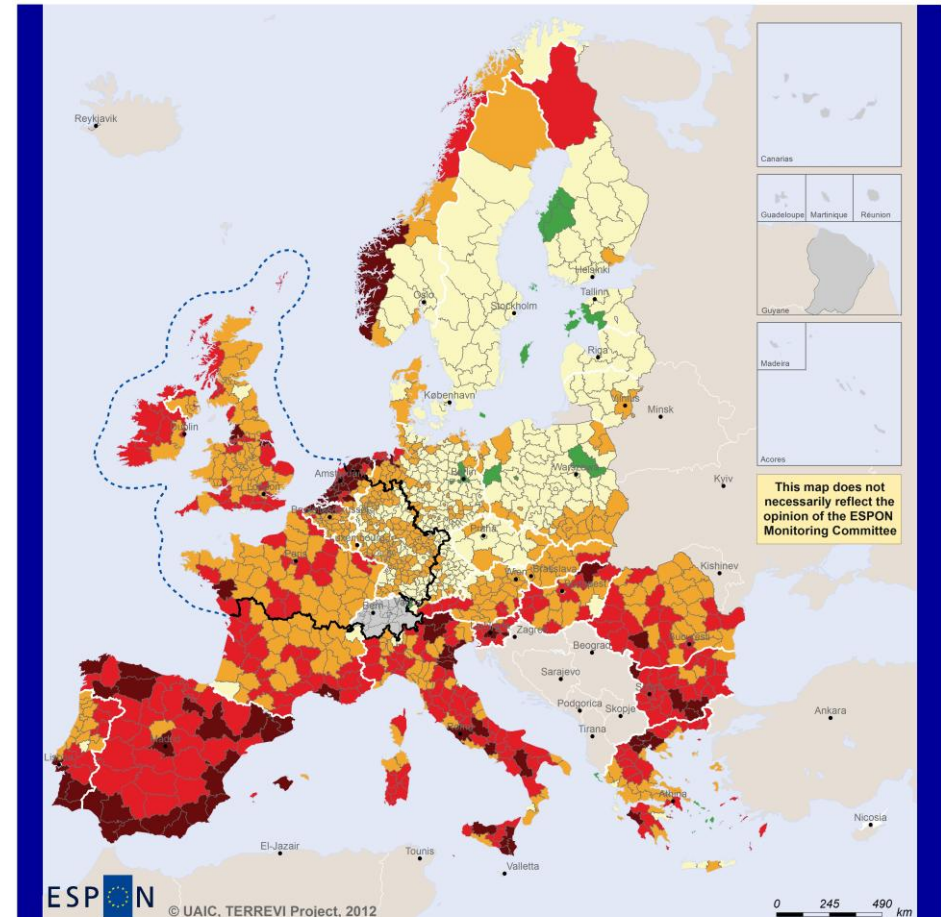 Reykjavik
Canarias
Guadeloupe
Martinique
Réunion
Guyane
Madeira
Acores
This map does not
necessarily reflect the
opinion of the ESPON
Monitoring Committee
Oslo
Helsinki
Tallinn
Stockholm
Riga
København
Vilnius
Minsk
Dublin
London
Amsterdam
Berlin
Warszawa
Kyiv
Praha
Paris
Wien
Bratislava
Budapest
Kishinev
Bern
Zagreb
Beograd
Sarajevo
Podgorica
Skopje
Tirana
Ankara
Athina
Nicosia
El-Jazair
Tounis
Valletta
ESPON
© UAIC, TERREVI Project, 2012
0 245 490
km